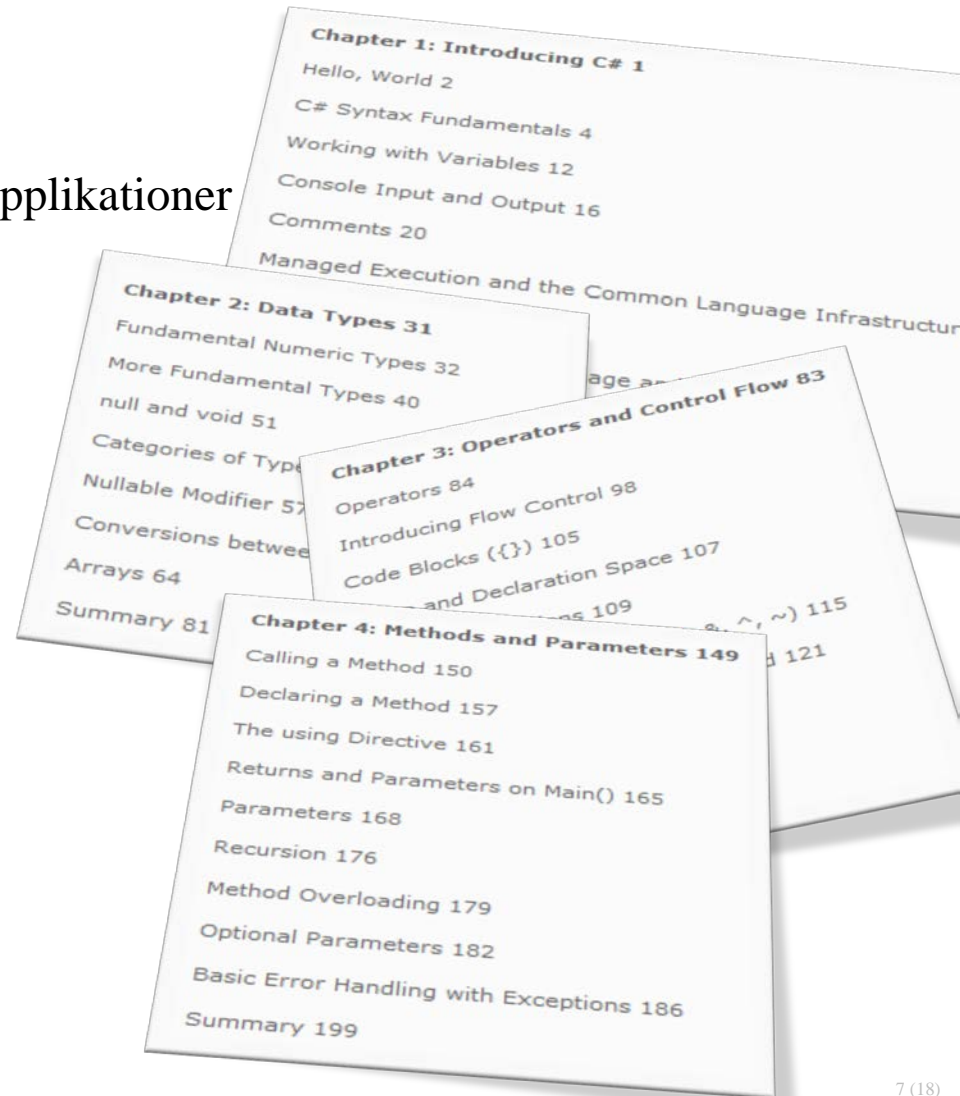 pplikationer
Chapter 1: Introducing C# 1
Hello, World 2
C# Syntax Fundamentals 4
Working with Variables 12
Console Input and Output 16
Comments 20
Managed Execution and the Common Language Infrastructur
age
Chapter 2: Data Types 31
Fundamental Numeric Types 32
More Fundamental Types 40
null and void 51
Categories of Type
Nullable Modifier 57
Conversions betwee
Arrays 64
Summary 81
Chapter 3: Operators and Control Flow 83
Operators 84
Introducing Flow Control 98
Code Blocks ({}) 105
and Declaration Space 107
ns 109
&, ^, ~) 115
d 121
Chapter 4: Methods and Parameters 149
Calling a Method 150
Declaring a Method 157
The using Directive 161
Returns and Parameters on Main() 165
Parameters 168
Recursion 176
Method Overloading 179
Optional Parameters 182
Basic Error Handling with Exceptions 186
Summary 199
7 (18)